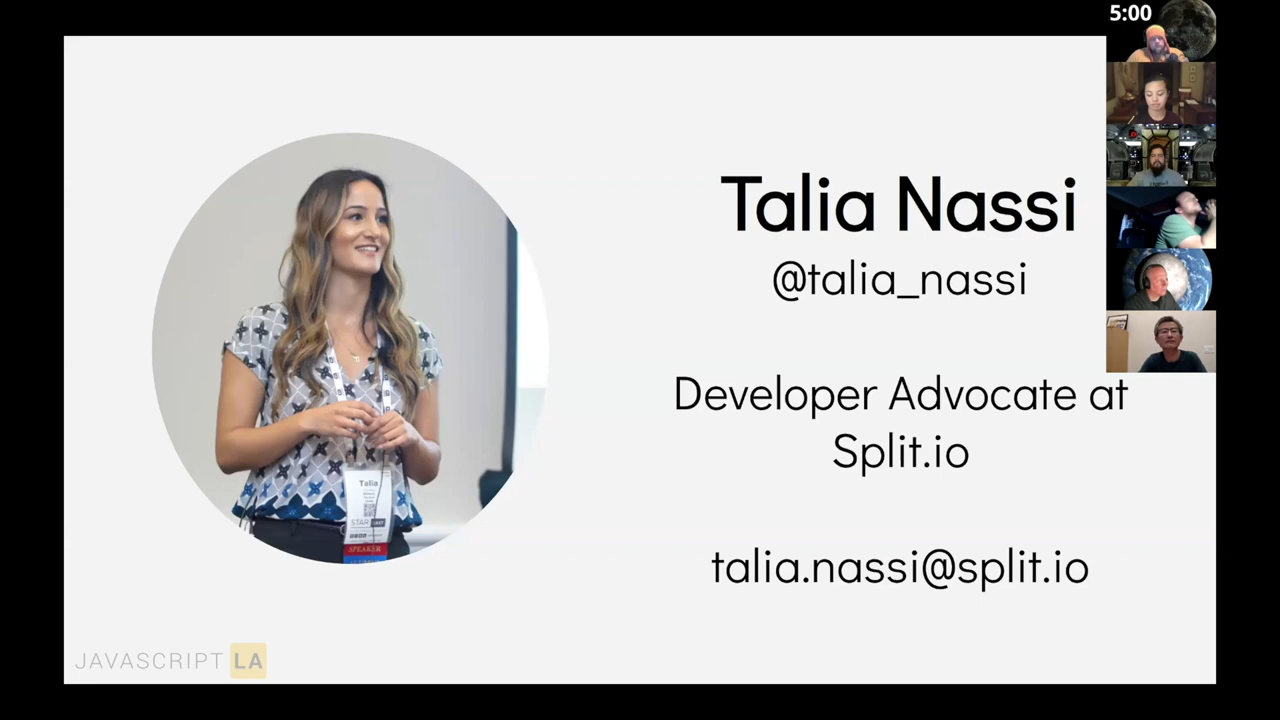 5:00
Talia Nassi
@talia_nassi
Developer Advocate at
Split.io
talia.nassi@split.io
Talia
SPEAKER
JAVASCRIPT LA